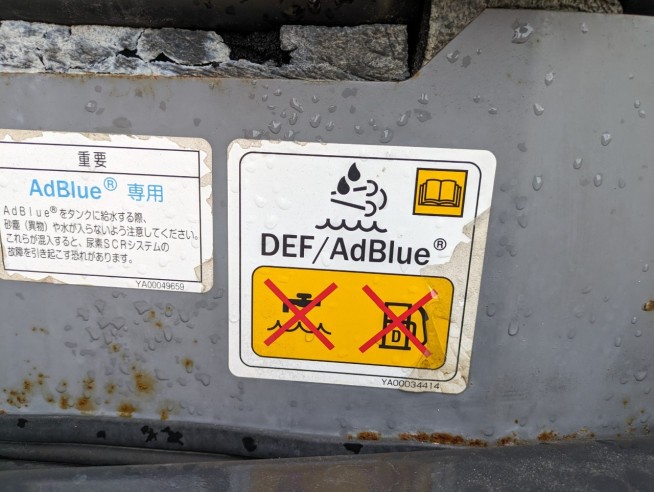 重要
AdBlue® 専用
AdBlue®をタンクに給水する際、
砂塵（異物）や水が入らないよう注意してください。
これらが混入すると、尿素SCRシステムの
故障を引き起こす恐れがあります。
YA00049659
DEF/AdBlue®
D
YA00034414